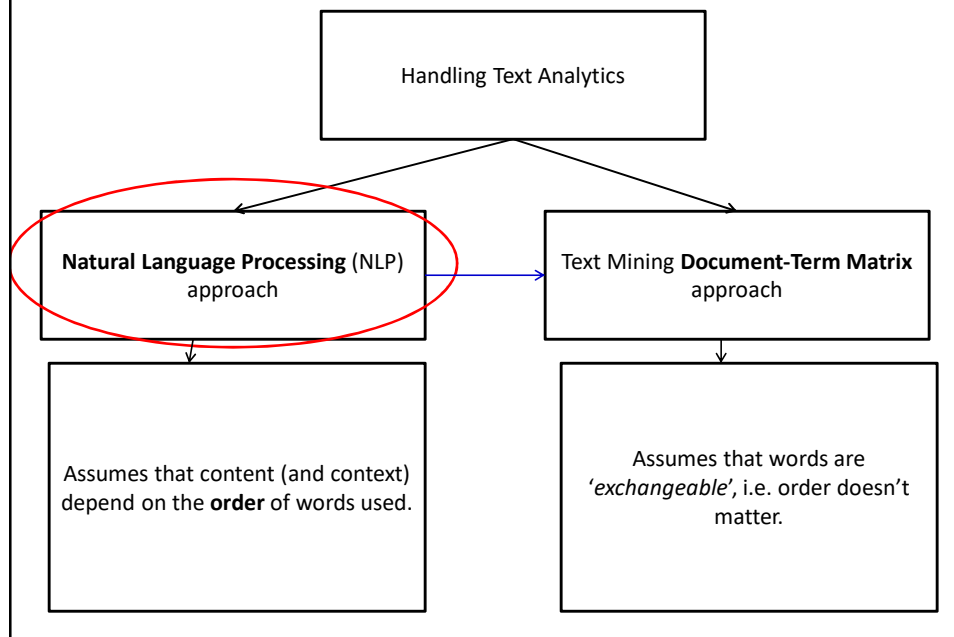 Handling Text Analytics
Natural Language Processing (NLP)
approach
Text Mining Document-Term Matrix
approach
Assumes that content (and context)
depend on the order of words used.
Assumes that words are
‘exchangeable’, i.e. order doesn’t
matter.